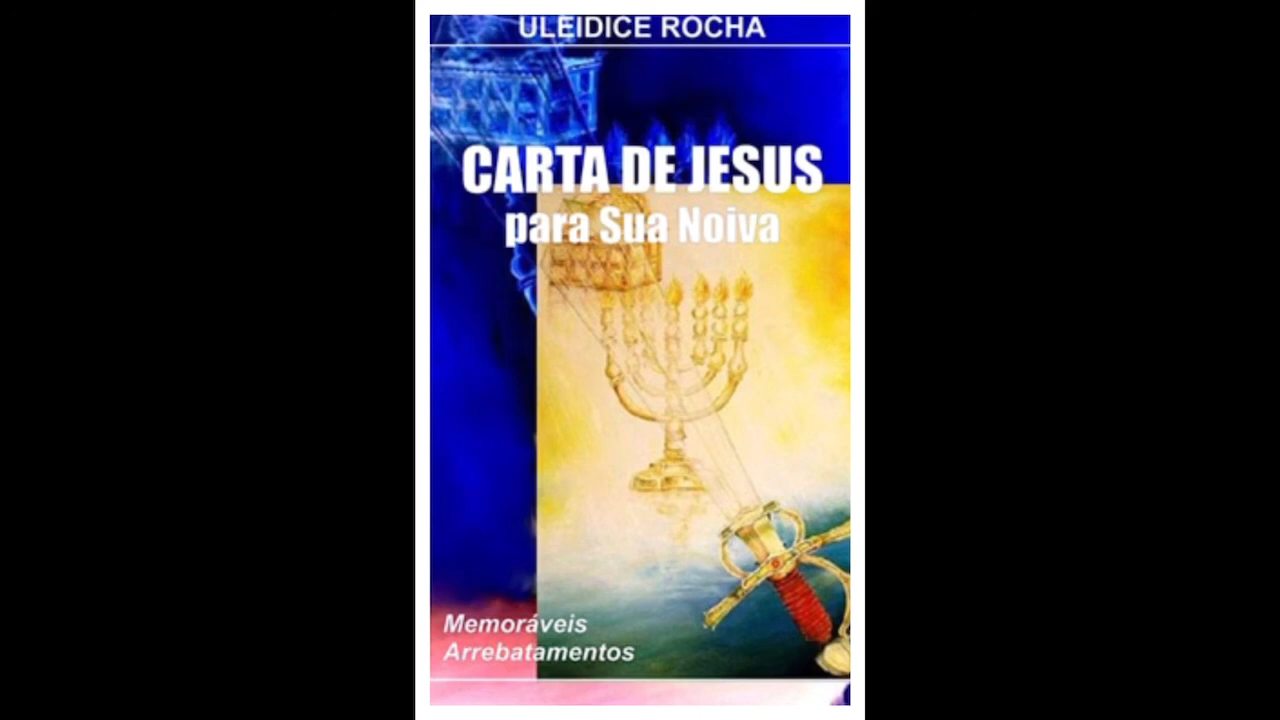 ULEIDICE ROCHA
CARTA DE JESUS
para Sua Noiva
Memoráveis
Arrebatamentos